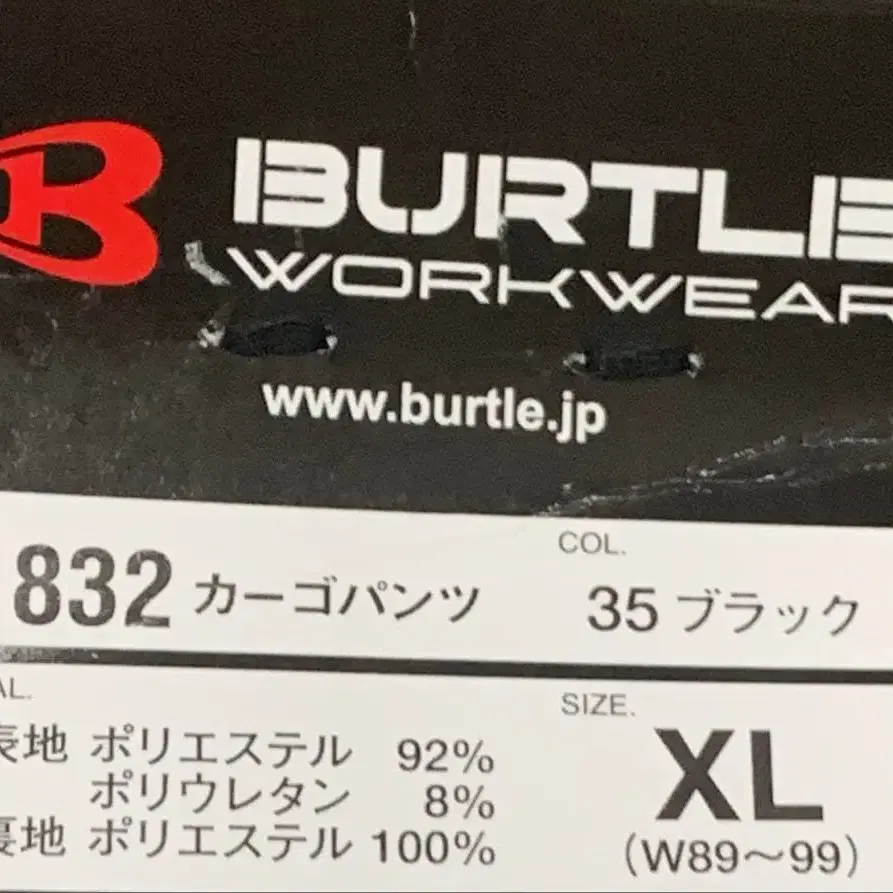 B
BURTLE
WORKWEAR
www.burtle.jp
832 カーゴパンツ
COL.
35 ブラック
AL.
SIZE.
表地 ポリエステル 92%
ポリウレタン 8%
裏地 ポリエステル 100%
XL
(W89～99)